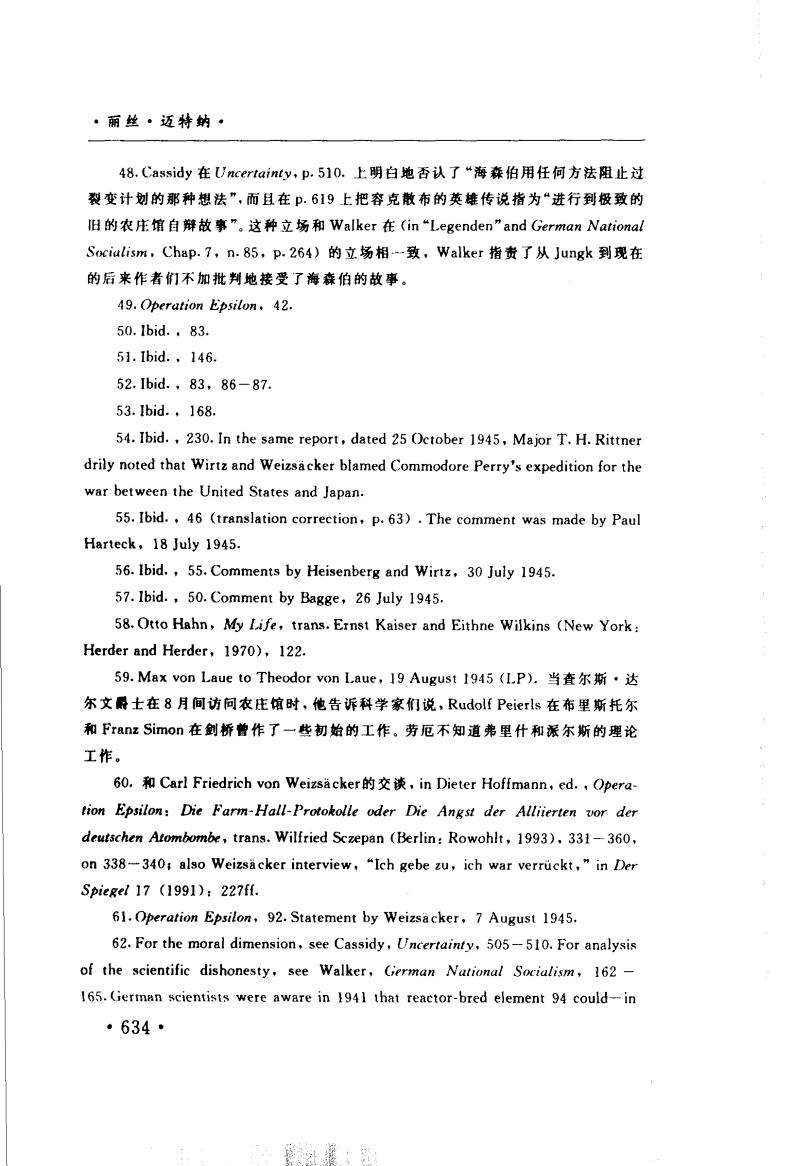 ·丽丝·迈特纳·
48. Cassidy 在 Uncertainty, p. 510. 上明白地否认了“海森伯用任何方法阻止过
裂变计划的那种想法”,而且在 p. 619 上把容克散布的英雄传说指为“进行到极致的
旧的农庄馆自辩故事”。这种立场和 Walker 在 (in “Legenden” and German National
Socialism, Chap. 7, n. 85, p. 264) 的立场相一致, Walker 指责了从 Jungk 到现在
的后来作者们不加批判地接受了海森伯的故事。
49. Operation Epsilon, 42.
50. Ibid. , 83.
51. Ibid. , 146.
52. Ibid. , 83, 86－87.
53. Ibid. , 168.
54. Ibid. , 230. In the same report, dated 25 October 1945, Major T. H. Rittner
drily noted that Wirtz and Weizsäcker blamed Commodore Perry's expedition for the
war between the United States and Japan.
55. Ibid. , 46 (translation correction, p. 63) . The comment was made by Paul
Harteck, 18 July 1945.
56. Ibid. , 55. Comments by Heisenberg and Wirtz, 30 July 1945.
57. Ibid. , 50. Comment by Bagge, 26 July 1945.
58. Otto Hahn, My Life, trans. Ernst Kaiser and Eithne Wilkins (New York:
Herder and Herder, 1970), 122.
59. Max von Laue to Theodor von Laue, 19 August 1945 (LP). 当查尔斯·达
尔文爵士在 8 月间访问农庄馆时,他告诉科学家们说, Rudolf Peierls 在布里斯托尔
和 Franz Simon 在剑桥曾作了一些初始的工作。劳厄不知道弗里什和派尔斯的理论
工作。
60. 和 Carl Friedrich von Weizsäcker的交谈, in Dieter Hoffmann, ed. , Opera-
tion Epsilon: Die Farm-Hall-Protokolle oder Die Angst der Alliierten vor der
deutschen Atombombe, trans. Wilfried Sczepan (Berlin: Rowohlt, 1993), 331－360,
on 338－340; also Weizsäcker interview, “Ich gebe zu, ich war verrückt,” in Der
Spiegel 17 (1991): 227ff.
61. Operation Epsilon, 92. Statement by Weizsäcker, 7 August 1945.
62. For the moral dimension, see Cassidy, Uncertainty, 505－510. For analysis
of the scientific dishonesty, see Walker, German National Socialism, 162－
165. German scientists were aware in 1941 that reactor-bred element 94 could—in
·634·